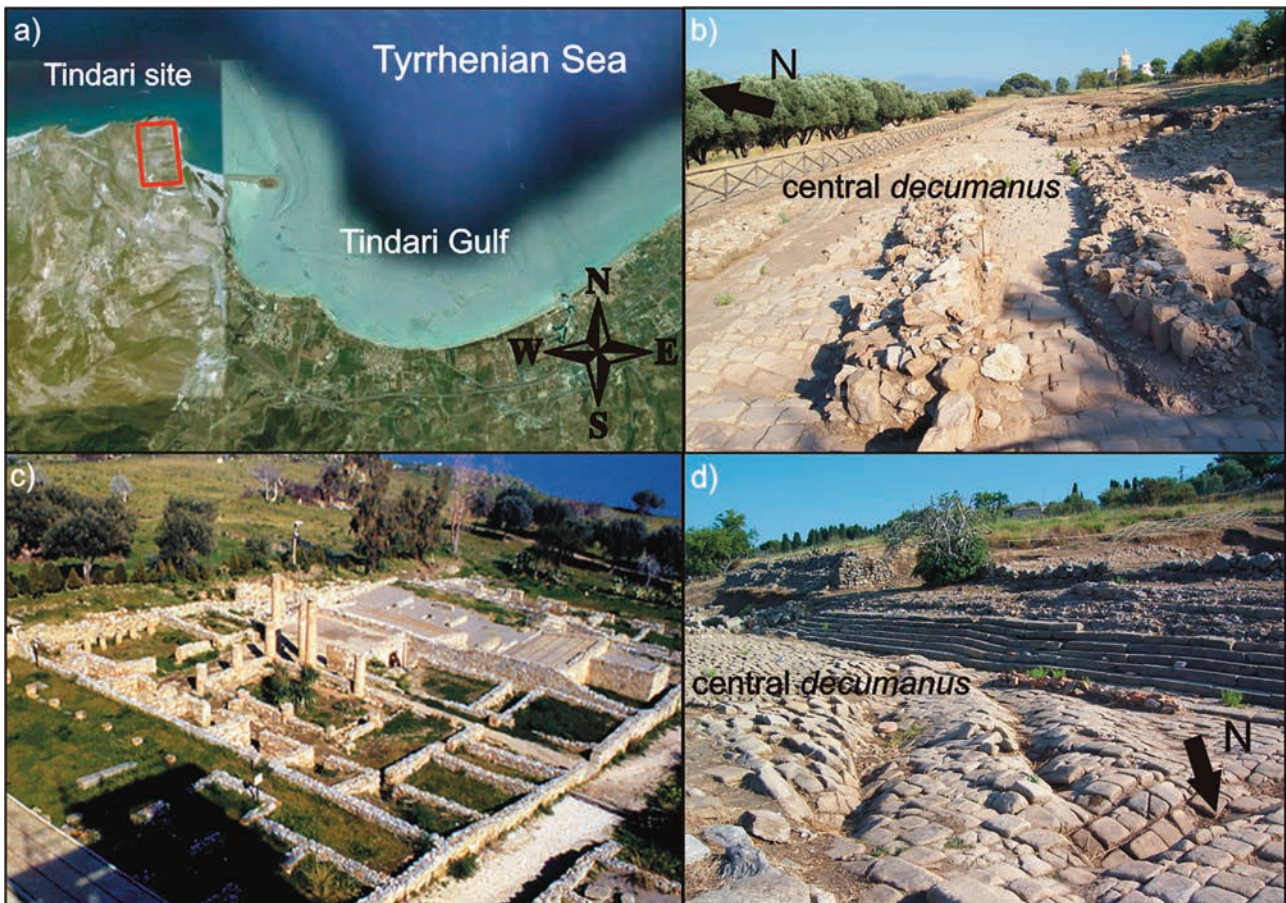 a)
Tyrrhenian Sea
Tindari site
Tindari Gulf
N
W E
S
b)
N
central decumanus
c)
d)
central decumanus
N